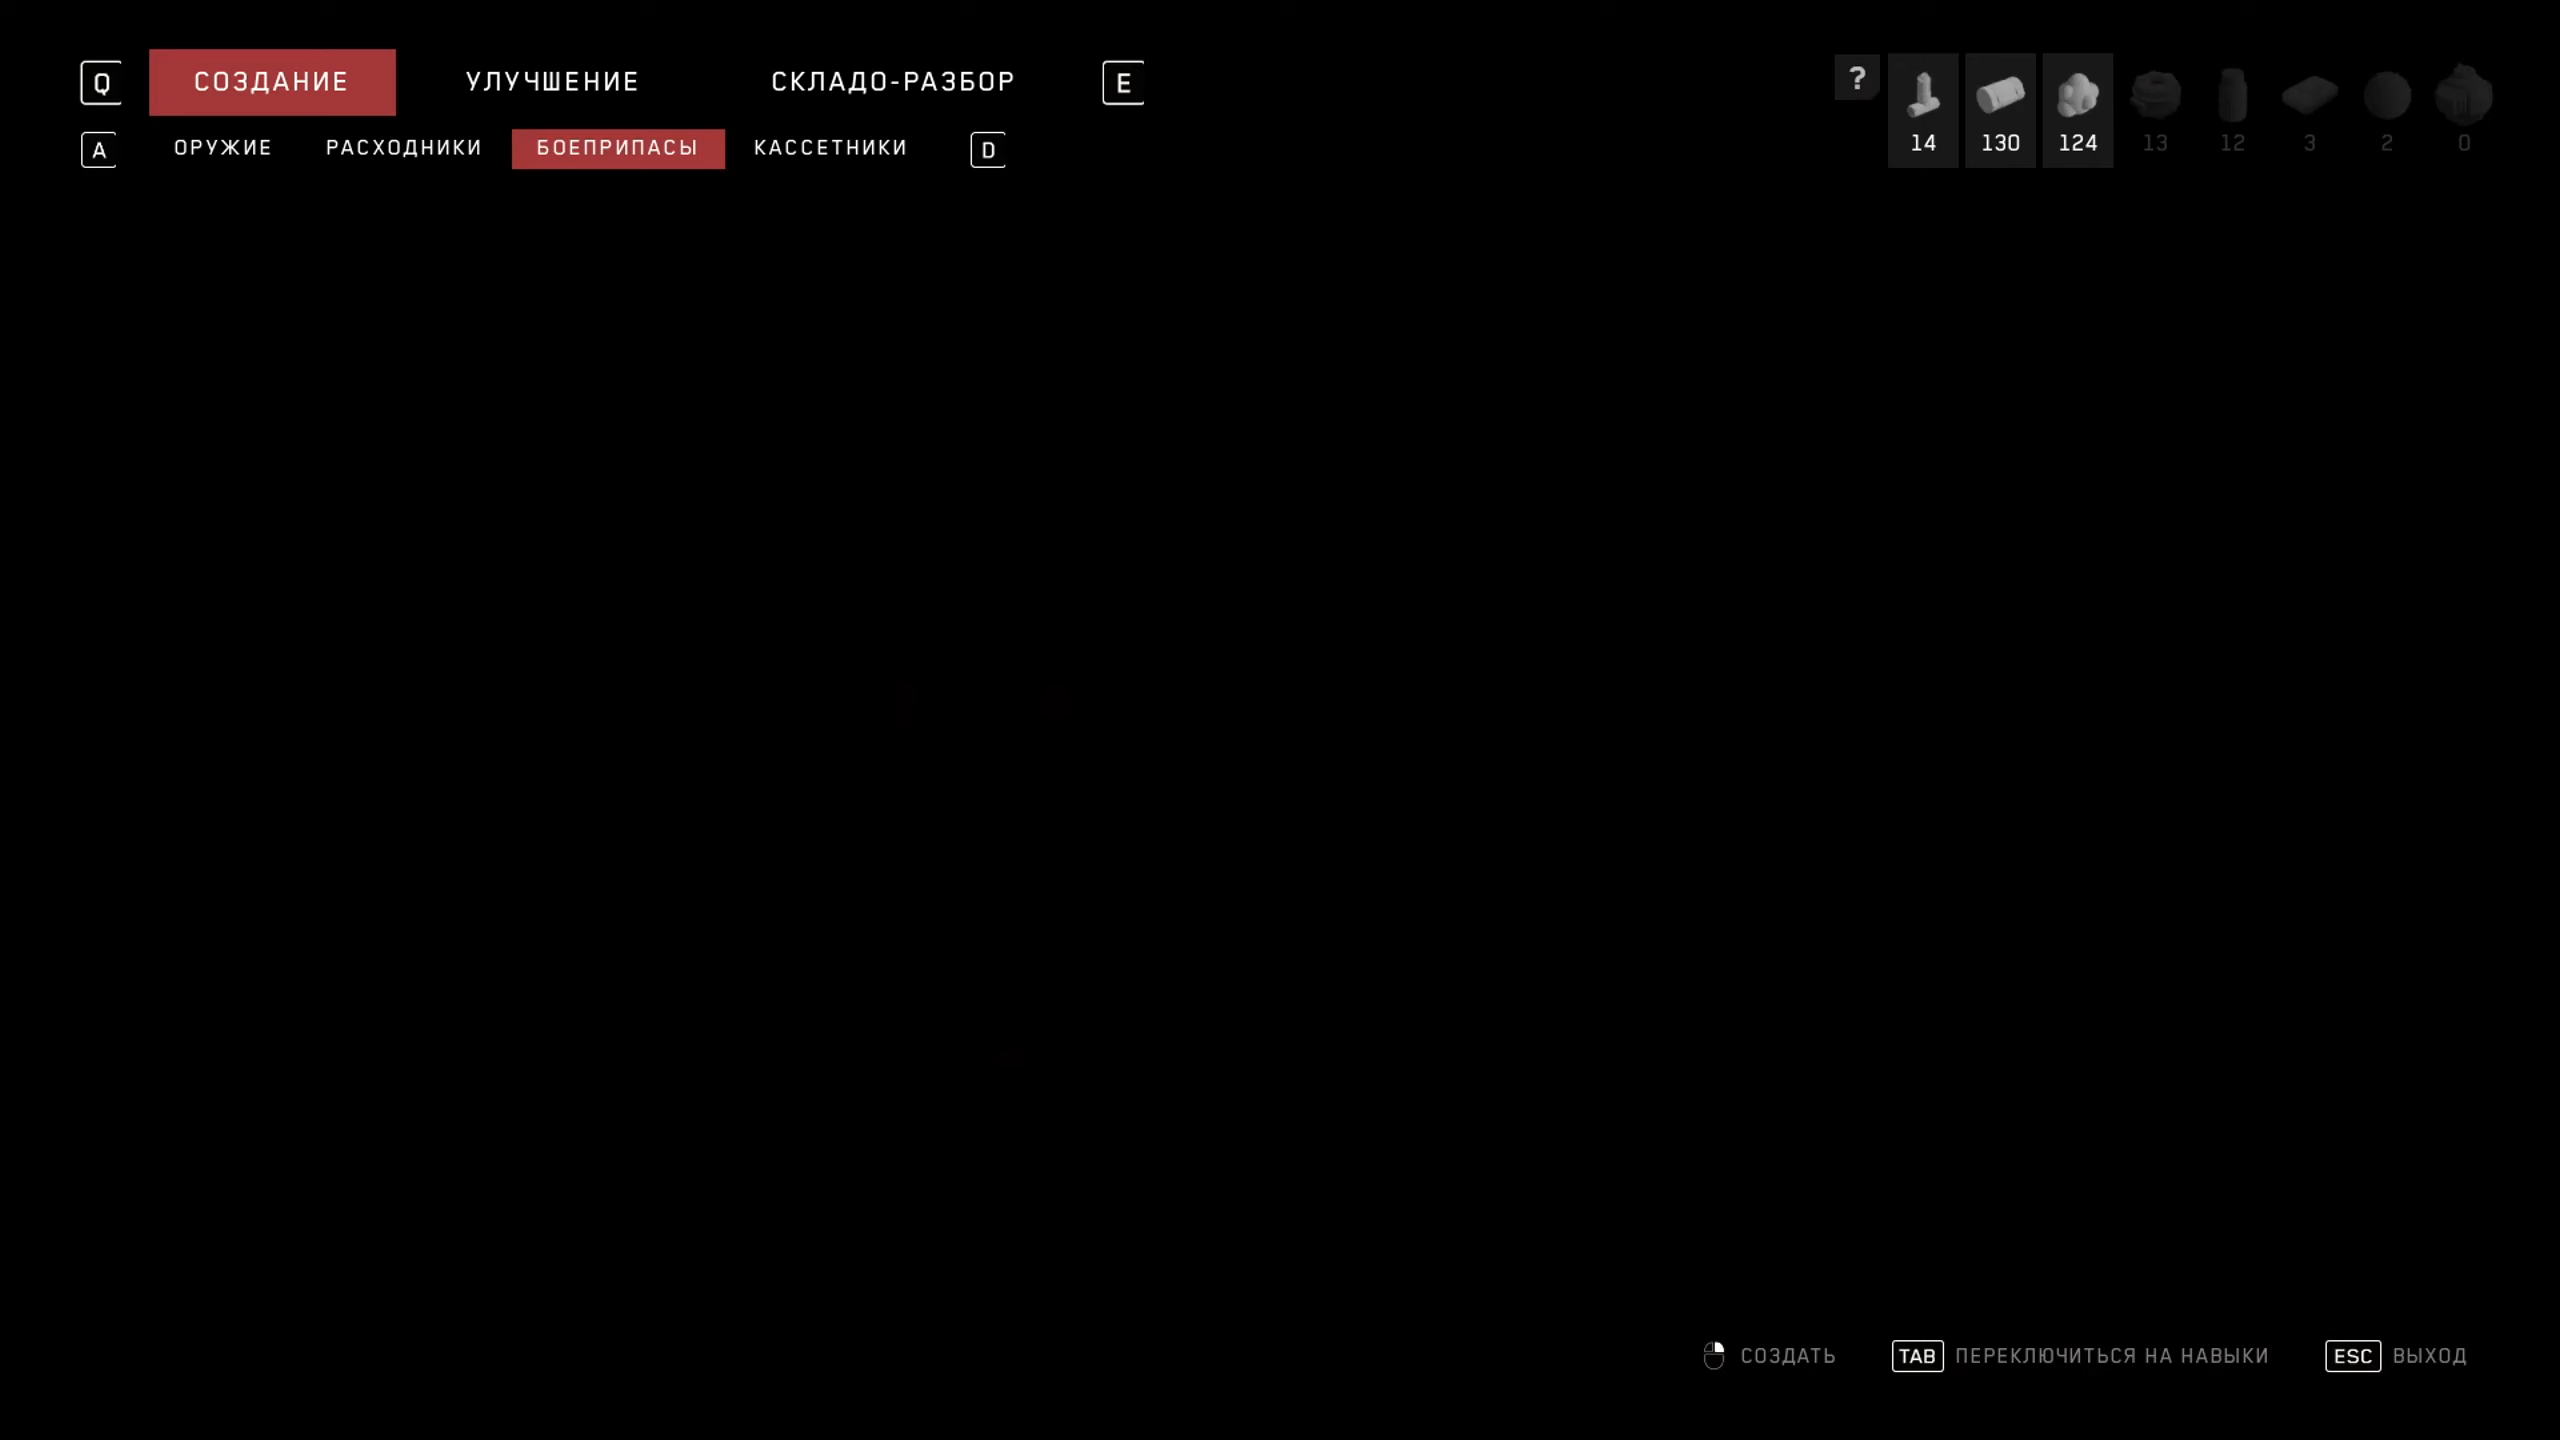 Q СОЗДАНИЕ УЛУЧШЕНИЕ СКЛАДО-РАЗБОР E
A ОРУЖИЕ РАСХОДНИКИ БОЕПРИПАСЫ КАССЕТНИКИ D
?
14 130 124 13 12 3 2 0
СОЗДАТЬ TAB ПЕРЕКЛЮЧИТЬСЯ НА НАВЫКИ ESC ВЫХОД